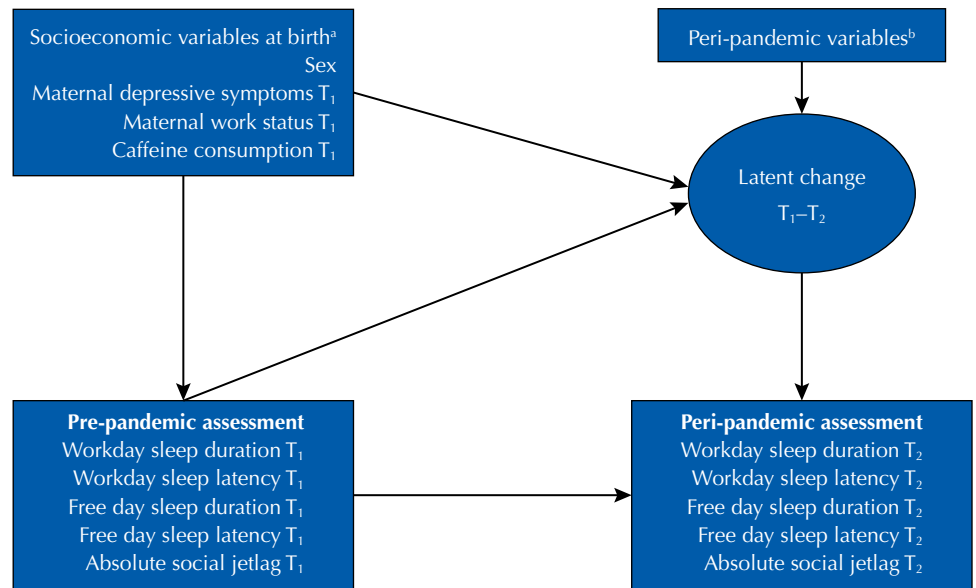 Socioeconomic variables at birthᵃ
Sex
Maternal depressive symptoms T₁
Maternal work status T₁
Caffeine consumption T₁
Peri-pandemic variablesᵇ
Latent change
T₁–T₂
Pre-pandemic assessment
Workday sleep duration T₁
Workday sleep latency T₁
Free day sleep duration T₁
Free day sleep latency T₁
Absolute social jetlag T₁
Peri-pandemic assessment
Workday sleep duration T₂
Workday sleep latency T₂
Free day sleep duration T₂
Free day sleep latency T₂
Absolute social jetlag T₂